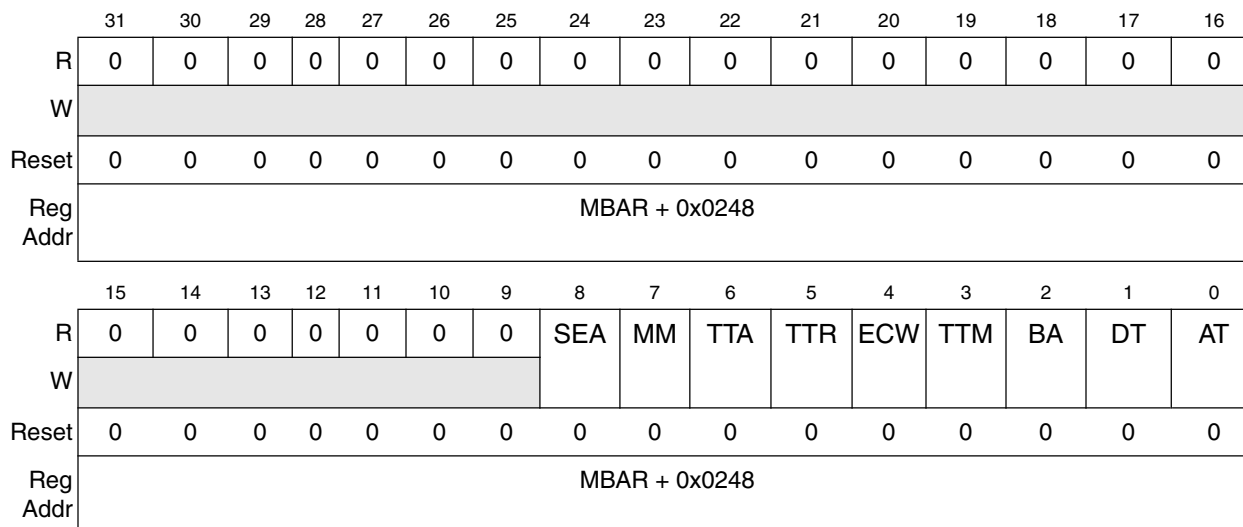 31 30 29 28 27 26 25 24 23 22 21 20 19 18 17 16
R 0 0 0 0 0 0 0 0 0 0 0 0 0 0 0 0
W
Reset 0 0 0 0 0 0 0 0 0 0 0 0 0 0 0 0
Reg MBAR + 0x0248
Addr
15 14 13 12 11 10 9 8 7 6 5 4 3 2 1 0
R 0 0 0 0 0 0 0 SEA MM TTA TTR ECW TTM BA DT AT
W
Reset 0 0 0 0 0 0 0 0 0 0 0 0 0 0 0 0
Reg MBAR + 0x0248
Addr